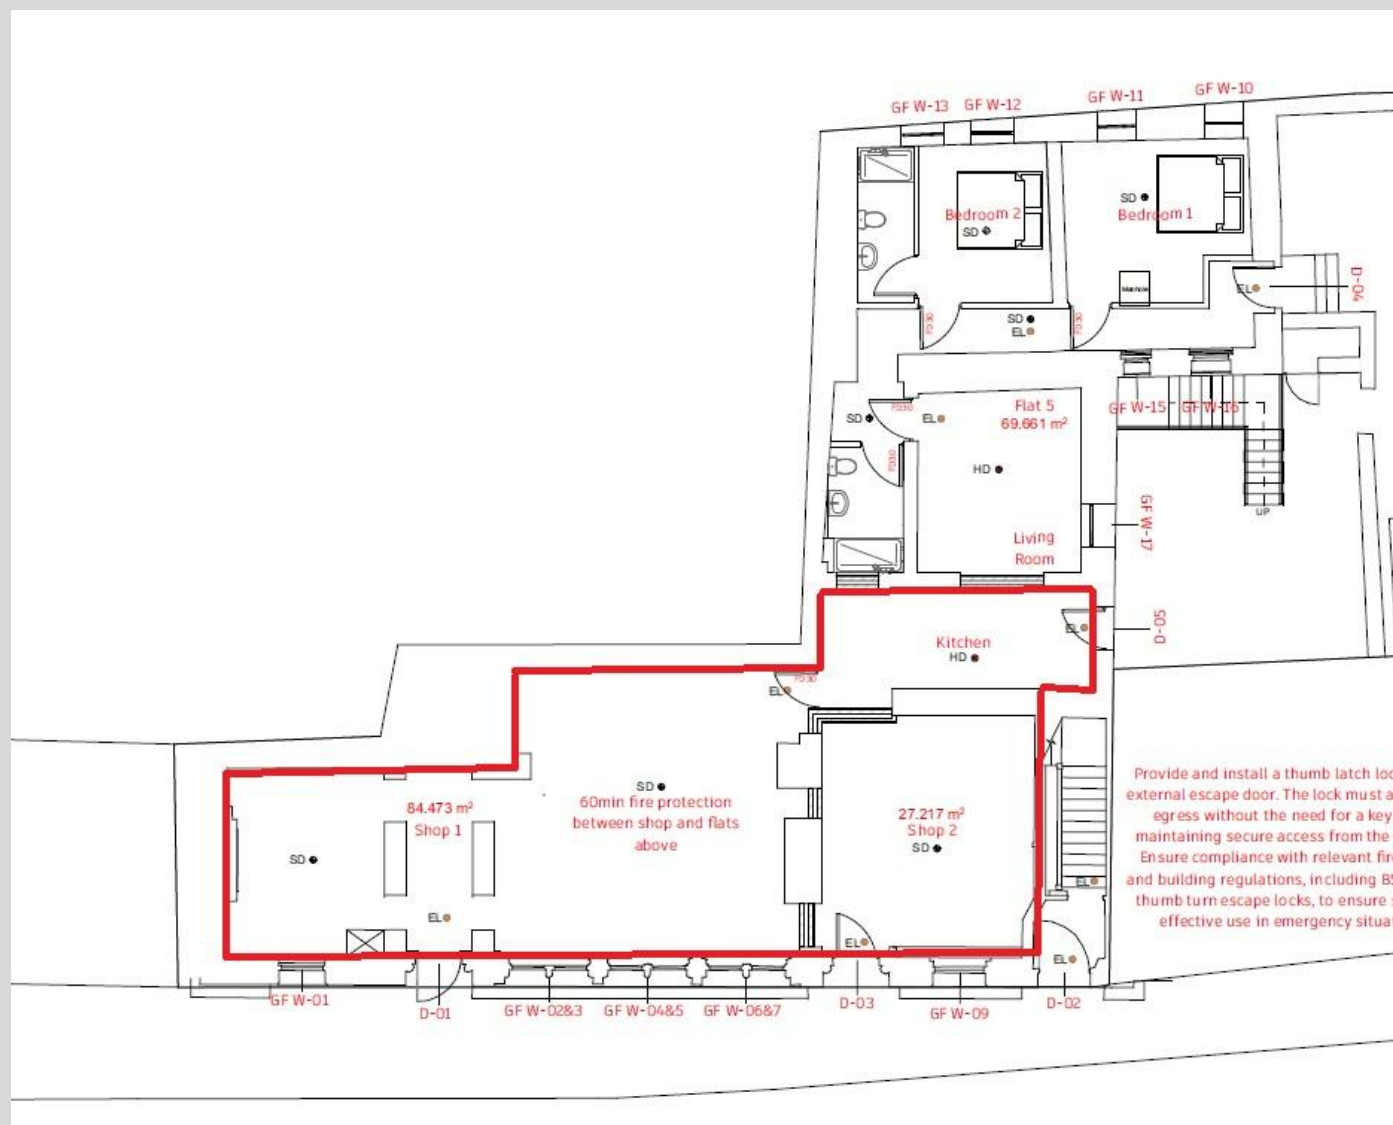 GF W-13
GF W-12
GF W-11
GF W-10
SD
Bedroom 2
SD
Bedroom 1
Manhole
EL
D-04
FD30
SD
EL
FD30
SD
FD30
EL
Flat 5
69.661 m²
GF W-15
GF W-16
FD30
HD
UP
GF W-17
Living
Room
EL
D-05
Kitchen
HD
FD30
EL
SD
60min fire protection
between shop and flats
above
84.473 m²
Shop 1
SD
EL
27.217 m²
Shop 2
SD
EL
EL
EL
Provide and install a thumb latch loc
external escape door. The lock must a
egress without the need for a key
maintaining secure access from the
Ensure compliance with relevant fir
and building regulations, including B
thumb turn escape locks, to ensure
effective use in emergency situa
GF W-01
D-01
GF W-02&3
GF W-04&5
GF W-06&7
D-03
GF W-09
D-02